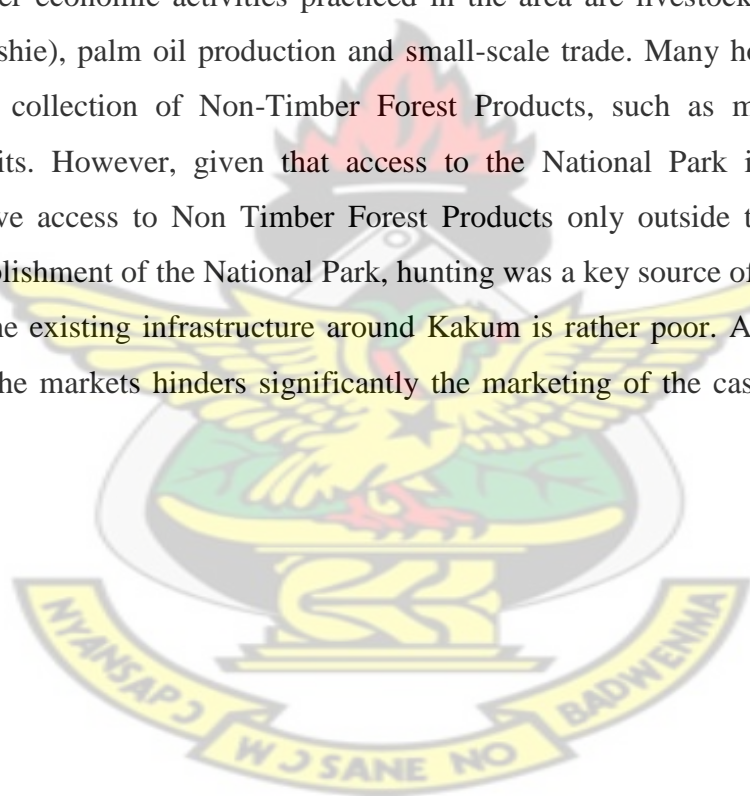 er economic activities practiced in the area are livestock
shie), palm oil production and small-scale trade. Many ho
collection of Non-Timber Forest Products, such as m
its. However, given that access to the National Park i
ve access to Non Timber Forest Products only outside t
blishment of the National Park, hunting was a key source of
ne existing infrastructure around Kakum is rather poor. A
he markets hinders significantly the marketing of the cas
NYANSAPƆ WƆSANE NO BADWENMA